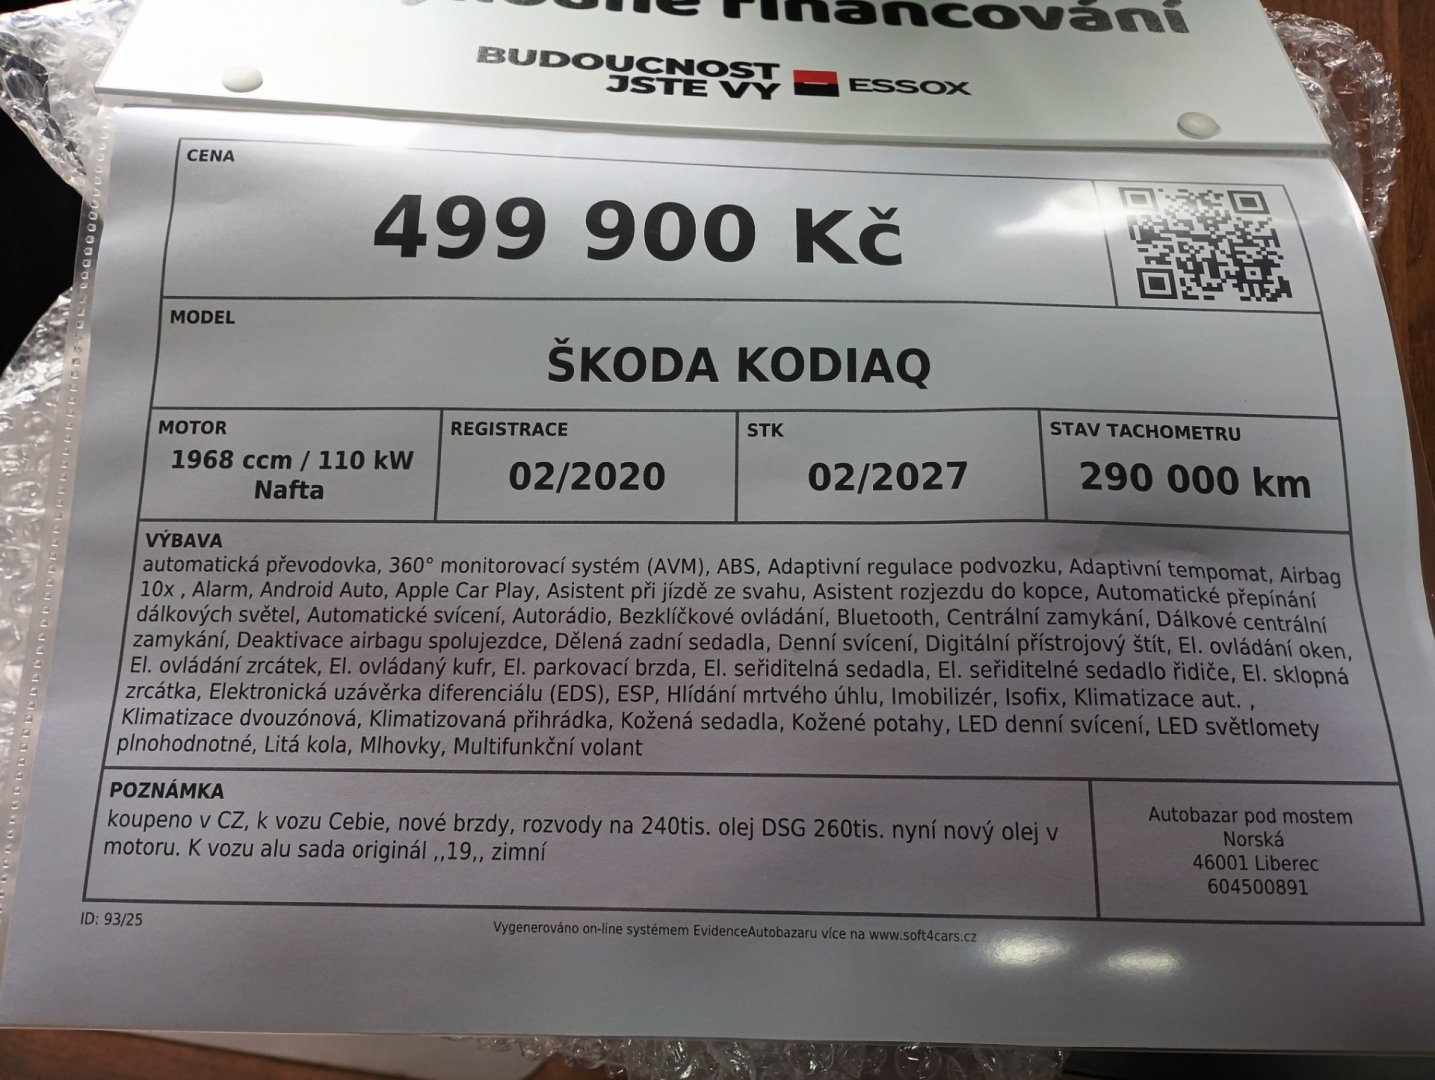 financování
BUDOUCNOST
JSTE VY
ESSOX
CENA
499 900 Kč
MODEL
ŠKODA KODIAQ
MOTOR
1968 ccm / 110 kW
Nafta
REGISTRACE
02/2020
STK
02/2027
STAV TACHOMETRU
290 000 km
VÝBAVA
automatická převodovka, 360° monitorovací systém (AVM), ABS, Adaptivní regulace podvozku, Adaptivní tempomat, Airbag
10x , Alarm, Android Auto, Apple Car Play, Asistent při jízdě ze svahu, Asistent rozjezdu do kopce, Automatické přepínání
dálkových světel, Automatické svícení, Autorádio, Bezklíčkové ovládání, Bluetooth, Centrální zamykání, Dálkové centrální
zamykání, Deaktivace airbagu spolujezdce, Dělená zadní sedadla, Denní svícení, Digitální přístrojový štít, El. ovládání oken,
El. ovládání zrcátek, El. ovládaný kufr, El. parkovací brzda, El. seřiditelná sedadla, El. seřiditelné sedadlo řidiče, El. sklopná
zrcátka, Elektronická uzávěrka diferenciálu (EDS), ESP, Hlídání mrtvého úhlu, Imobilizér, Isofix, Klimatizace aut. ,
Klimatizace dvouzónová, Klimatizovaná přihrádka, Kožená sedadla, Kožené potahy, LED denní svícení, LED světlomety
plnohodnotné, Litá kola, Mlhovky, Multifunkční volant
POZNÁMKA
koupeno v CZ, k vozu Cebie, nové brzdy, rozvody na 240tis. olej DSG 260tis. nyní nový olej v
motoru. K vozu alu sada originál ,,19,, zimní
Autobazar pod mostem
Norská
46001 Liberec
604500891
ID: 93/25
Vygenerováno on-line systémem EvidenceAutobazaru více na www.soft4cars.cz